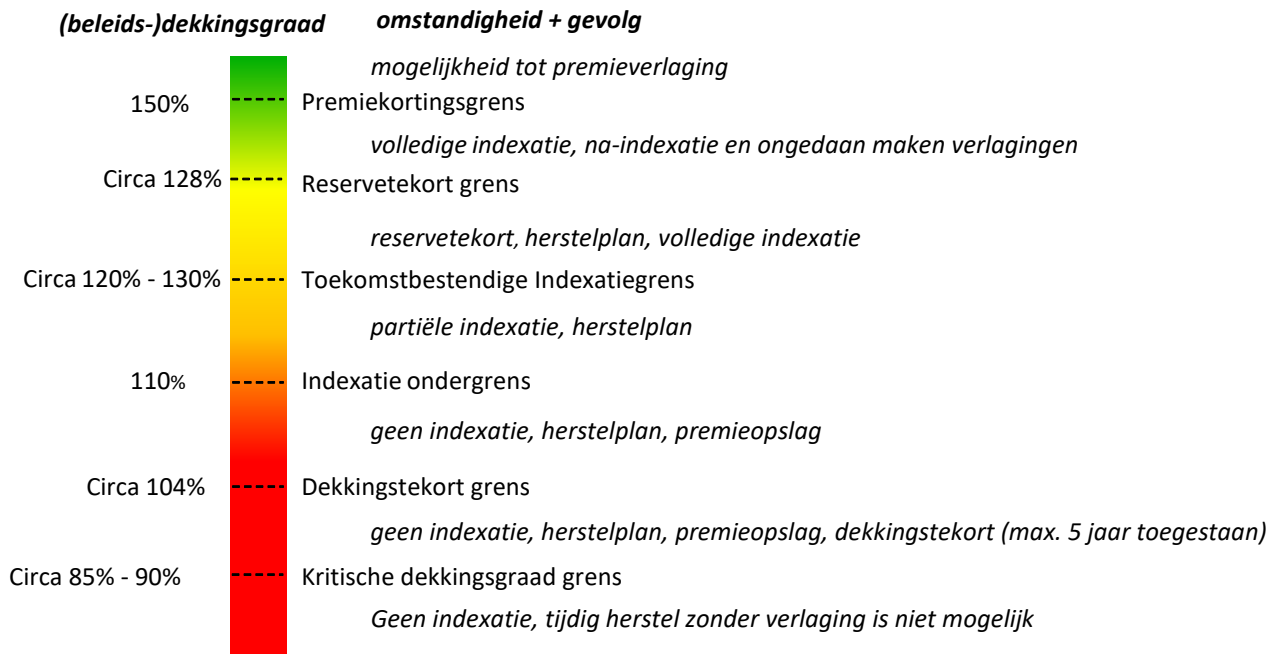 (beleids-)dekkingsgraad omstandigheid + gevolg
mogelijkheid tot premieverlaging
150% Premiekortingsgrens
volledige indexatie, na-indexatie en ongedaan maken verlagingen
Circa 128% Reservetekort grens
reservetekort, herstelplan, volledige indexatie
Circa 120% - 130% Toekomstbestendige Indexatiegrens
partiële indexatie, herstelplan
110% Indexatie ondergrens
geen indexatie, herstelplan, premieopslag
Circa 104% Dekkingstekort grens
geen indexatie, herstelplan, premieopslag, dekkingstekort (max. 5 jaar toegestaan)
Circa 85% - 90% Kritische dekkingsgraad grens
Geen indexatie, tijdig herstel zonder verlaging is niet mogelijk